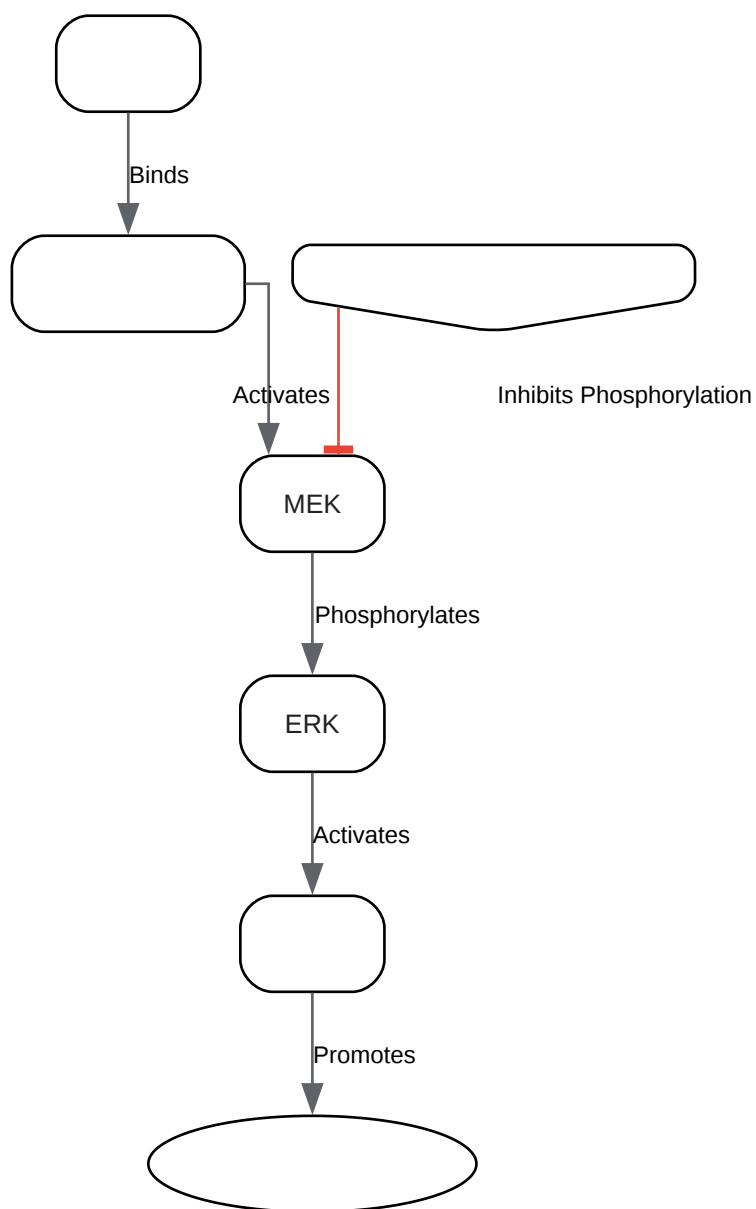 Binds
Activates
Inhibits Phosphorylation
MEK
Phosphorylates
ERK
Activates
Promotes